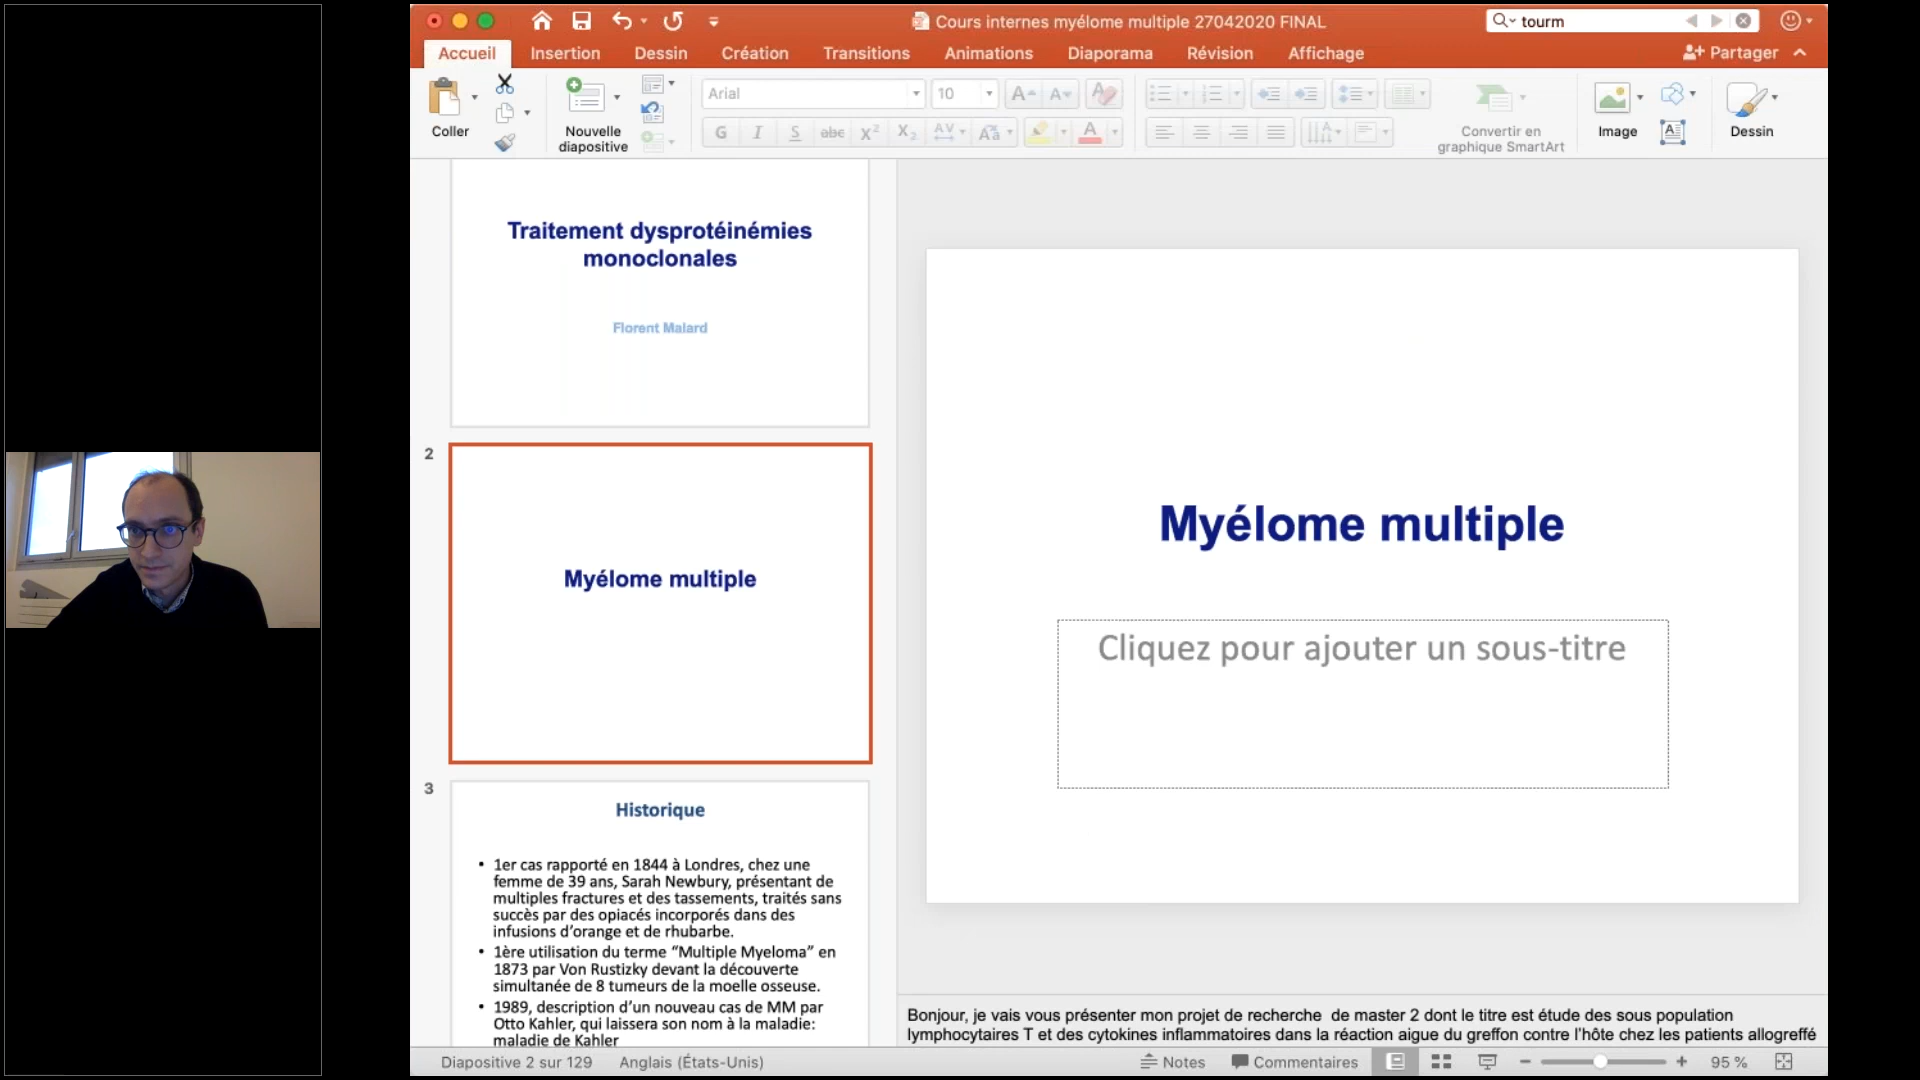 Cours internes myélome multiple 27042020 FINAL
tourm
Accueil
Insertion
Dessin
Création
Transitions
Animations
Diaporama
Révision
Affichage
Partager
Coller
Nouvelle
diapositive
Arial
10
Convertir en
graphique SmartArt
Image
Dessin
Traitement dysprotéinémies
monoclonales
Florent Malard
2
Myélome multiple
3
Historique
• 1er cas rapporté en 1844 à Londres, chez une
femme de 39 ans, Sarah Newbury, présentant de
multiples fractures et des tassements, traités sans
succès par des opiacés incorporés dans des
infusions d'orange et de rhubarbe.
• 1ère utilisation du terme “Multiple Myeloma” en
1873 par Von Rustizky devant la découverte
simultanée de 8 tumeurs de la moelle osseuse.
• 1989, description d'un nouveau cas de MM par
Otto Kahler, qui laissera son nom à la maladie:
maladie de Kahler
Myélome multiple
Cliquez pour ajouter un sous-titre
Bonjour, je vais vous présenter mon projet de recherche de master 2 dont le titre est étude des sous population
lymphocytaires T et des cytokines inflammatoires dans la réaction aigue du greffon contre l'hôte chez les patients allogreffé
Diapositive 2 sur 129
Anglais (États-Unis)
Notes
Commentaires
95 %